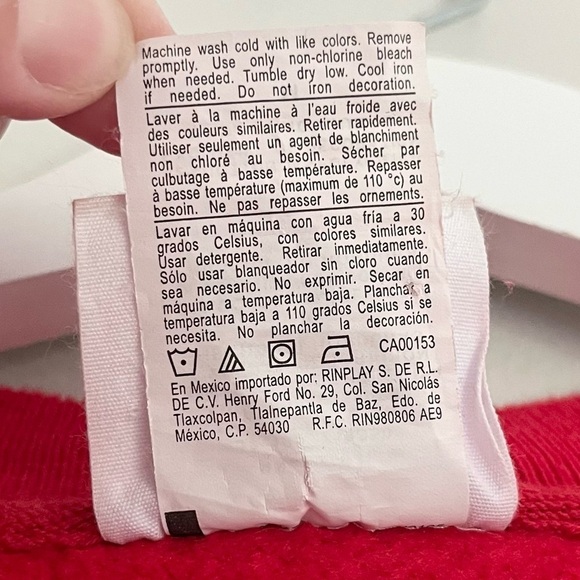 Machine wash cold with like colors. Remove
promptly. Use only non-chlorine bleach
when needed. Tumble dry low. Cool iron
if needed. Do not iron decoration.
Laver à la machine à l'eau froide avec
des couleurs similaires. Retirer rapidement.
Utiliser seulement un agent de blanchiment
non chloré au besoin. Sécher par
culbutage à basse température. Repasser
à basse température (maximum de 110 °c) au
besoin. Ne pas repasser les ornements.
Lavar en máquina con agua fría a 30
grados Celsius, con colores similares.
Usar detergente. Retirar inmediatamente.
Sólo usar blanqueador sin cloro cuando
sea necesario. No exprimir. Secar en
máquina a temperatura baja. Planchar a
temperatura baja a 110 grados Celsius si se
necesita. No planchar la decoración.
CA00153
En Mexico importado por: RINPLAY S. DE R.L.
DE C.V. Henry Ford No. 29, Col. San Nicolás
Tlaxcolpan, Tlalnepantla de Baz, Edo. de
México, C.P. 54030 R.F.C. RIN980806 AE9